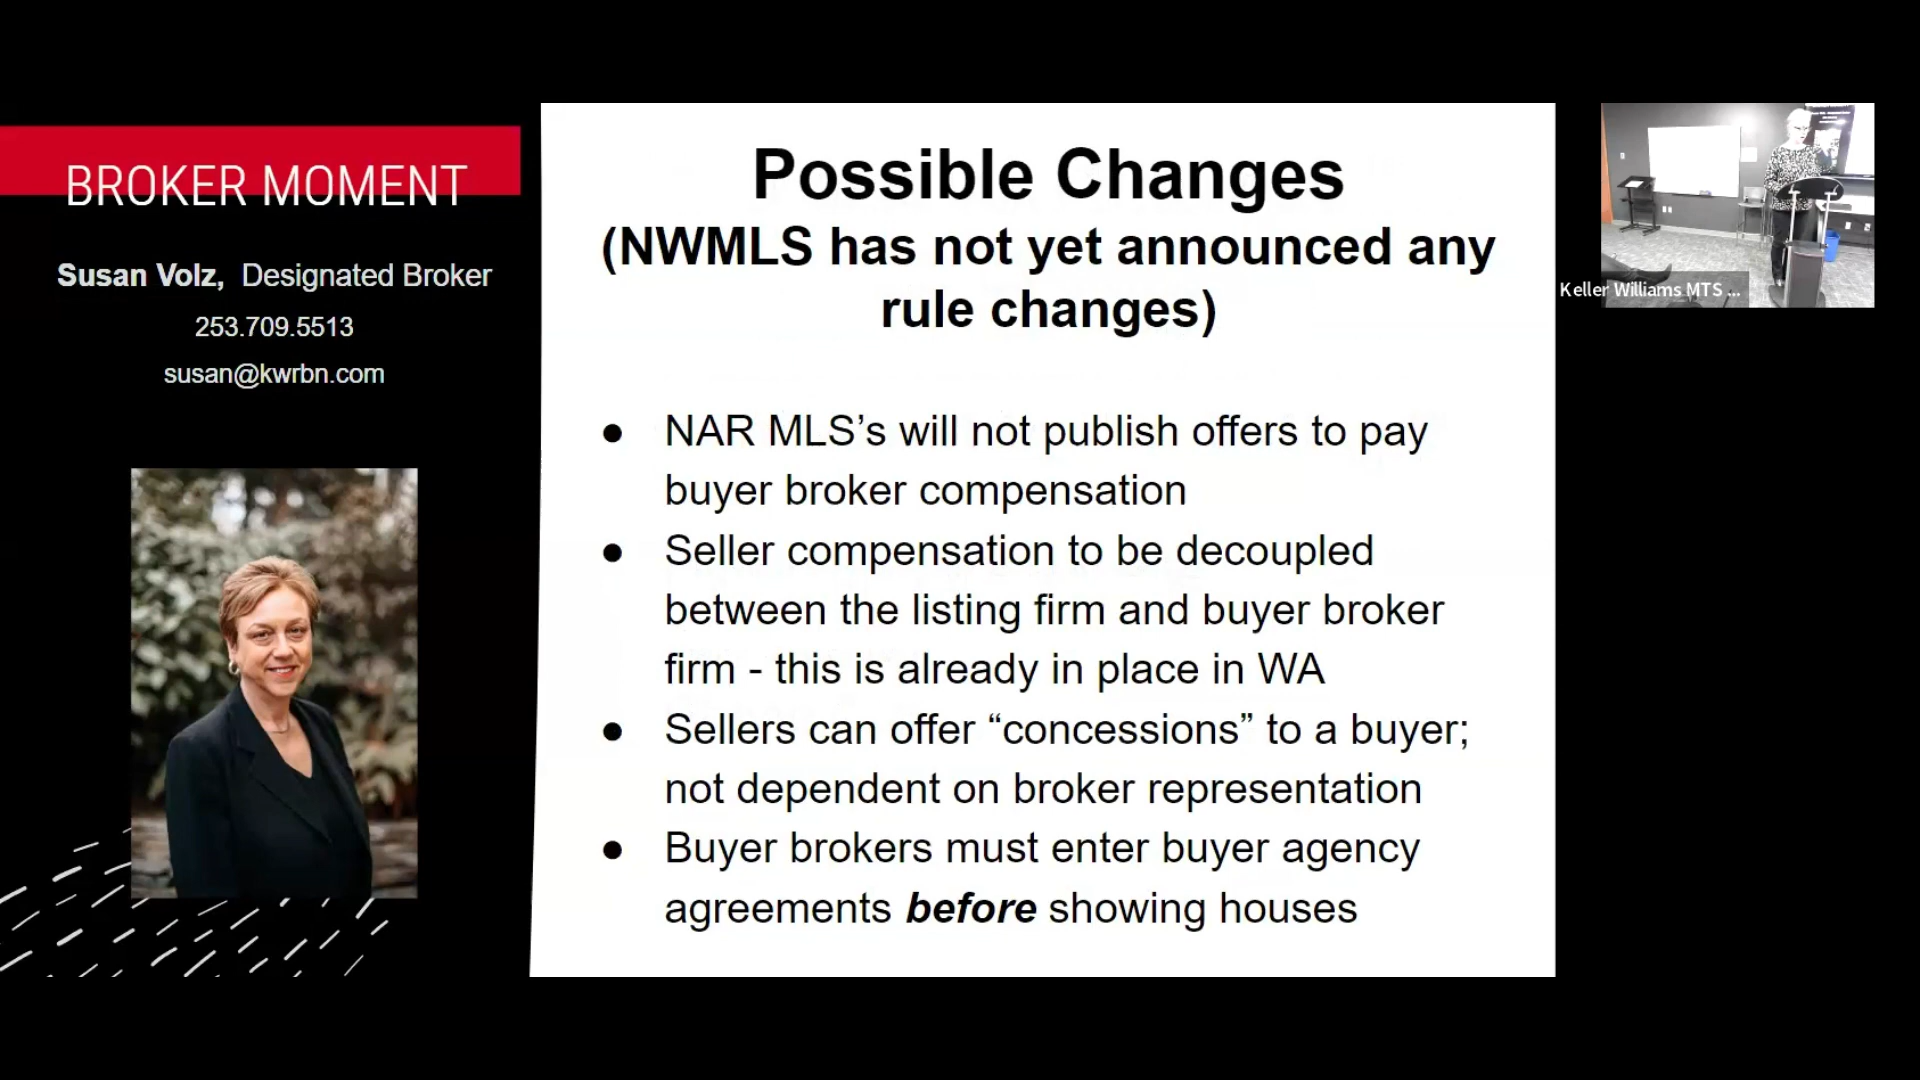 BROKER MOMENT
Susan Volz, Designated Broker
253.709.5513
susan@kwrbn.com
Possible Changes
(NWMLS has not yet announced any
rule changes)
● NAR MLS’s will not publish offers to pay
buyer broker compensation
● Seller compensation to be decoupled
between the listing firm and buyer broker
firm - this is already in place in WA
● Sellers can offer “concessions” to a buyer;
not dependent on broker representation
● Buyer brokers must enter buyer agency
agreements before showing houses
Keller Williams MTS ...